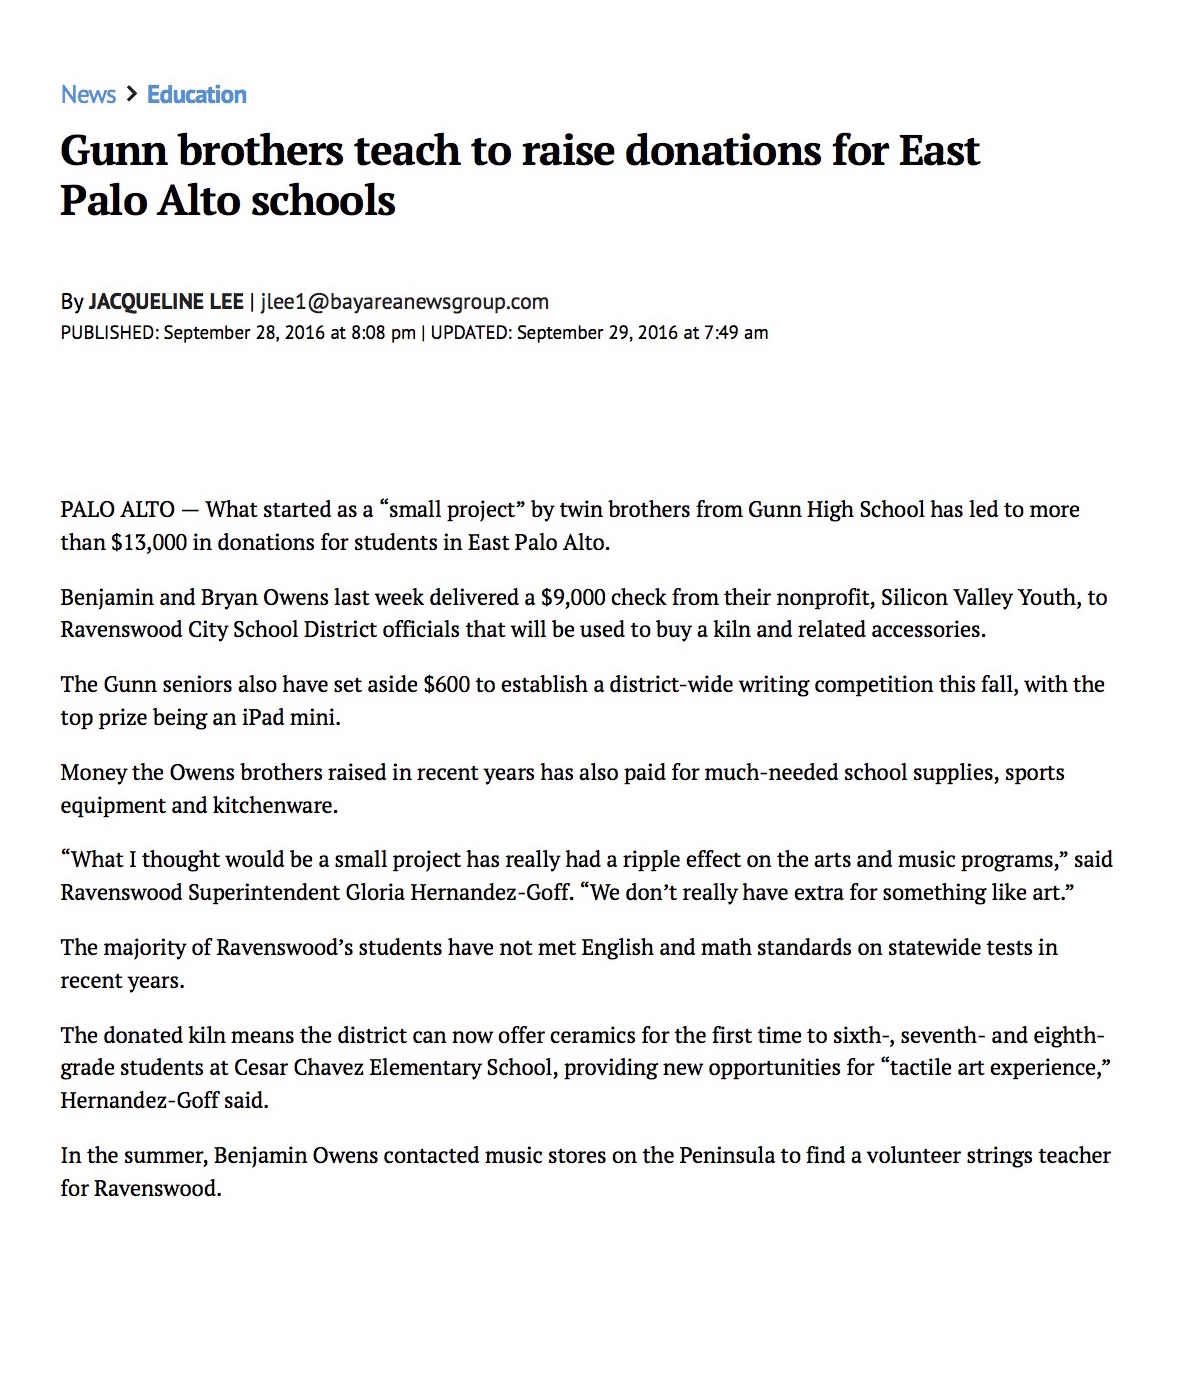 News > Education
Gunn brothers teach to raise donations for East
Palo Alto schools
By JACQUELINE LEE | jlee1@bayareanewsgroup.com
PUBLISHED: September 28, 2016 at 8:08 pm | UPDATED: September 29, 2016 at 7:49 am
PALO ALTO — What started as a “small project” by twin brothers from Gunn High School has led to more
than $13,000 in donations for students in East Palo Alto.
Benjamin and Bryan Owens last week delivered a $9,000 check from their nonprofit, Silicon Valley Youth, to
Ravenswood City School District officials that will be used to buy a kiln and related accessories.
The Gunn seniors also have set aside $600 to establish a district-wide writing competition this fall, with the
top prize being an iPad mini.
Money the Owens brothers raised in recent years has also paid for much-needed school supplies, sports
equipment and kitchenware.
“What I thought would be a small project has really had a ripple effect on the arts and music programs,” said
Ravenswood Superintendent Gloria Hernandez-Goff. “We don’t really have extra for something like art.”
The majority of Ravenswood’s students have not met English and math standards on statewide tests in
recent years.
The donated kiln means the district can now offer ceramics for the first time to sixth-, seventh- and eighth-
grade students at Cesar Chavez Elementary School, providing new opportunities for “tactile art experience,”
Hernandez-Goff said.
In the summer, Benjamin Owens contacted music stores on the Peninsula to find a volunteer strings teacher
for Ravenswood.